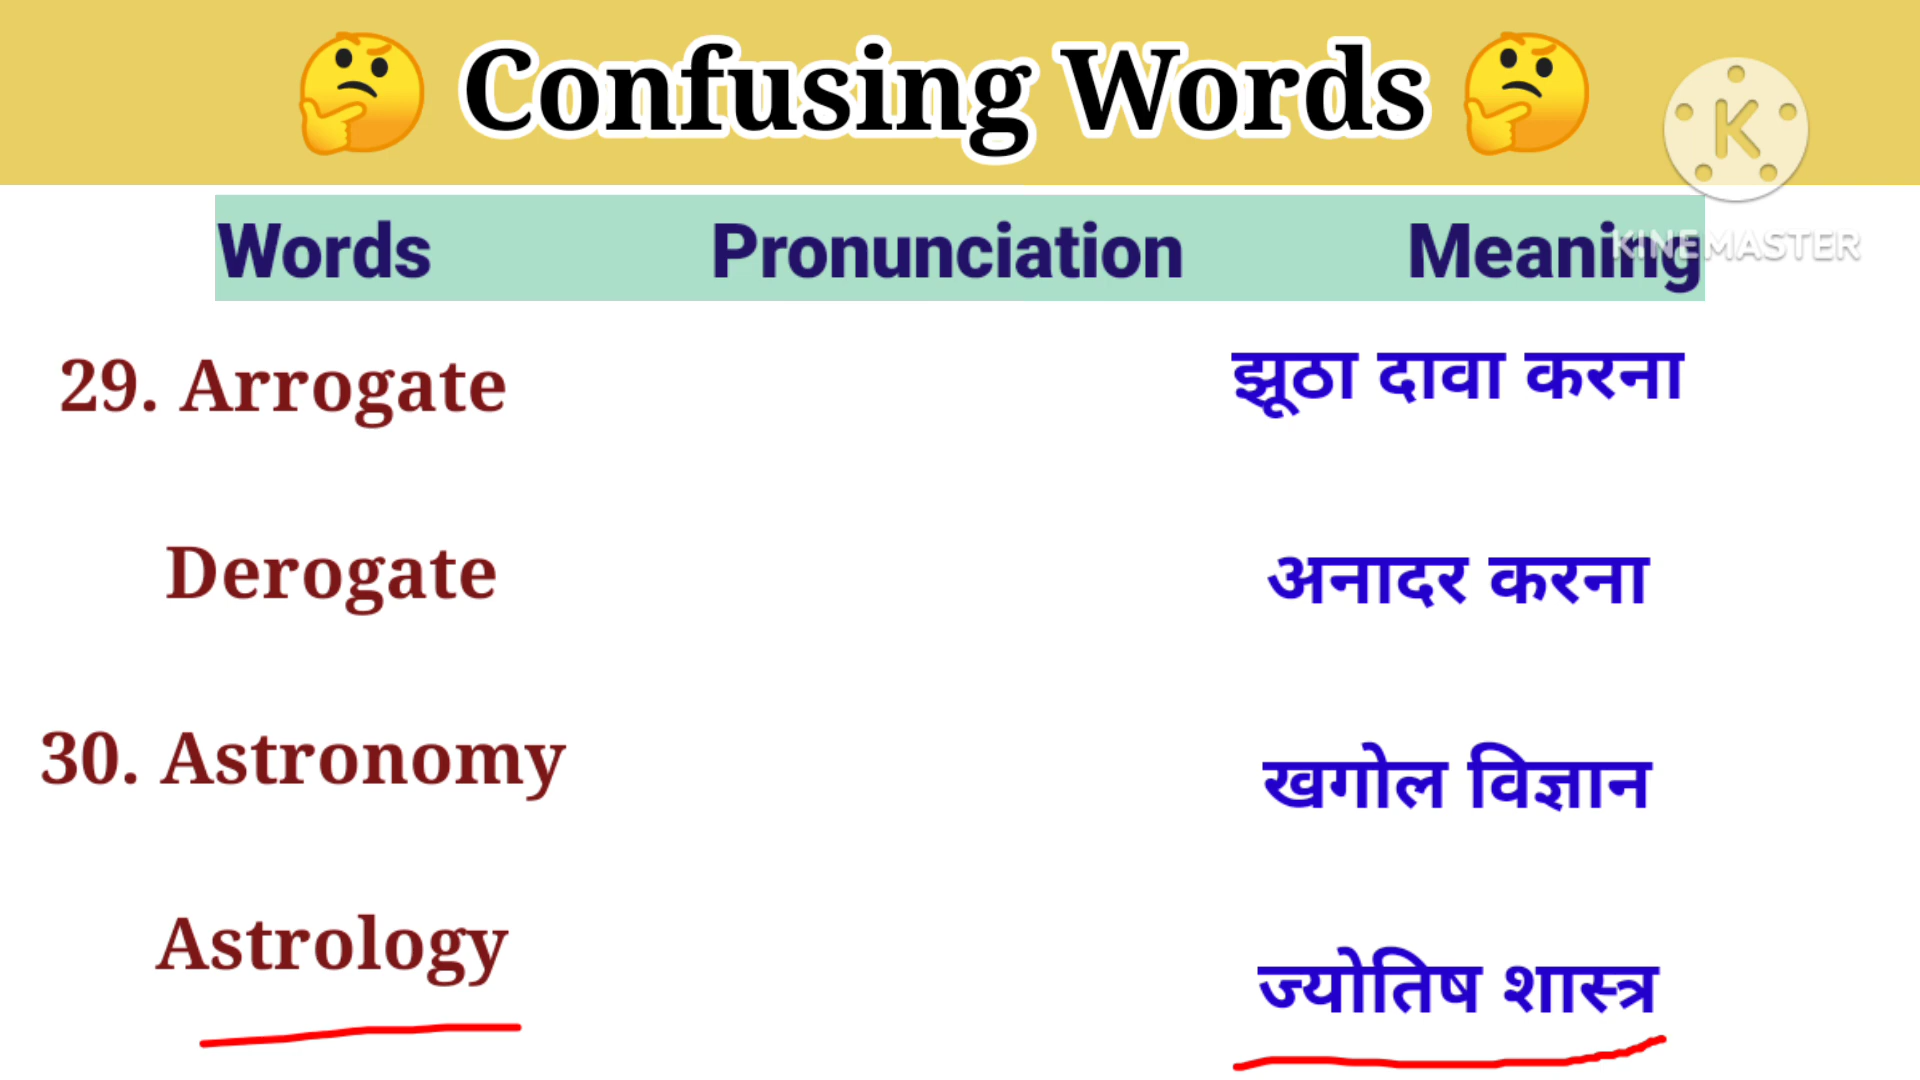 🤔 Confusing Words 🤔
K
KINEMASTER
Words Pronunciation Meaning
29. Arrogate झूठा दावा करना
Derogate अनादर करना
30. Astronomy खगोल विज्ञान
Astrology ज्योतिष शास्त्र